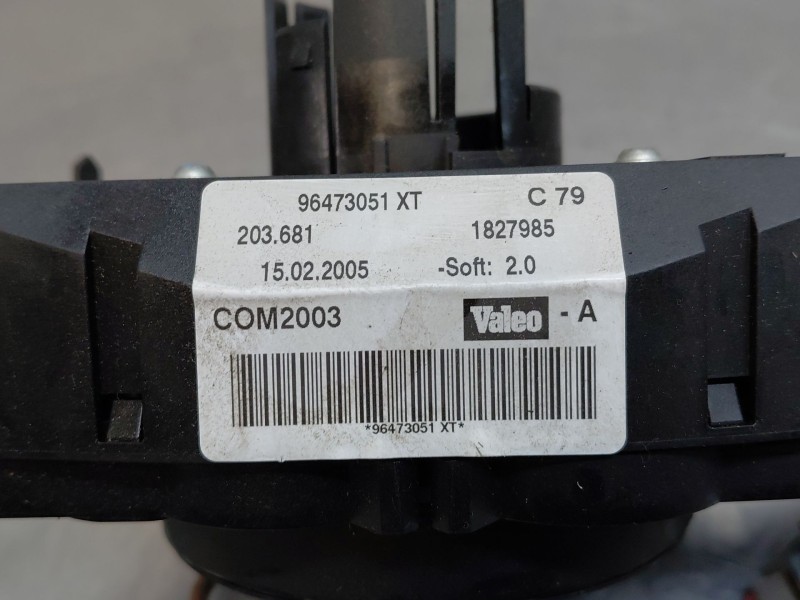 96473051 XT C 79
203.681 1827985
15.02.2005 -Soft: 2.0
COM2003 Valeo - A
*96473051 XT*